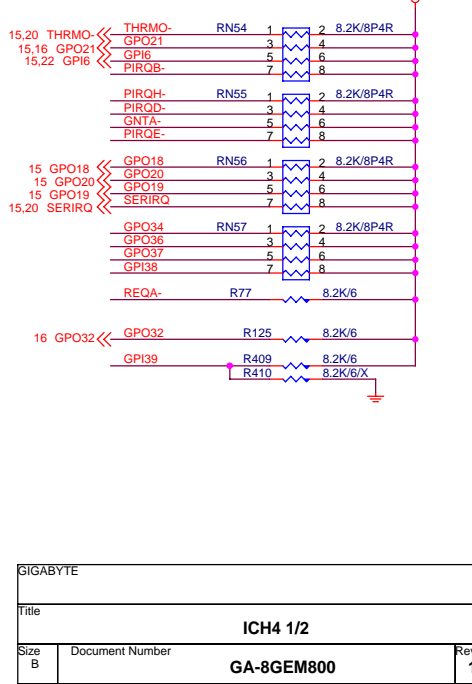 15,20 THRMO- THRMO- RN54 1 2 8.2K/8P4R
15,16 GPO21 GPO21 3 4
15,22 GPI6 GPI6 5 6
PIRQB- 7 8
PIRQH- RN55 1 2 8.2K/8P4R
PIRQD- 3 4
GNTA- 5 6
PIRQE- 7 8
15 GPO18 GPO18 RN56 1 2 8.2K/8P4R
15 GPO20 GPO20 3 4
15 GPO19 GPO19 5 6
15,20 SERIRQ SERIRQ 7 8
GPO34 RN57 1 2 8.2K/8P4R
GPO36 3 4
GPO37 5 6
GPI38 7 8
REQA- R77 8.2K/6
16 GPO32 GPO32 R125 8.2K/6
GPI39 R409 8.2K/6
R410 8.2K/6/X
GIGABYTE
Title
ICH4 1/2
Size Document Number Rev
B GA-8GEM800 1